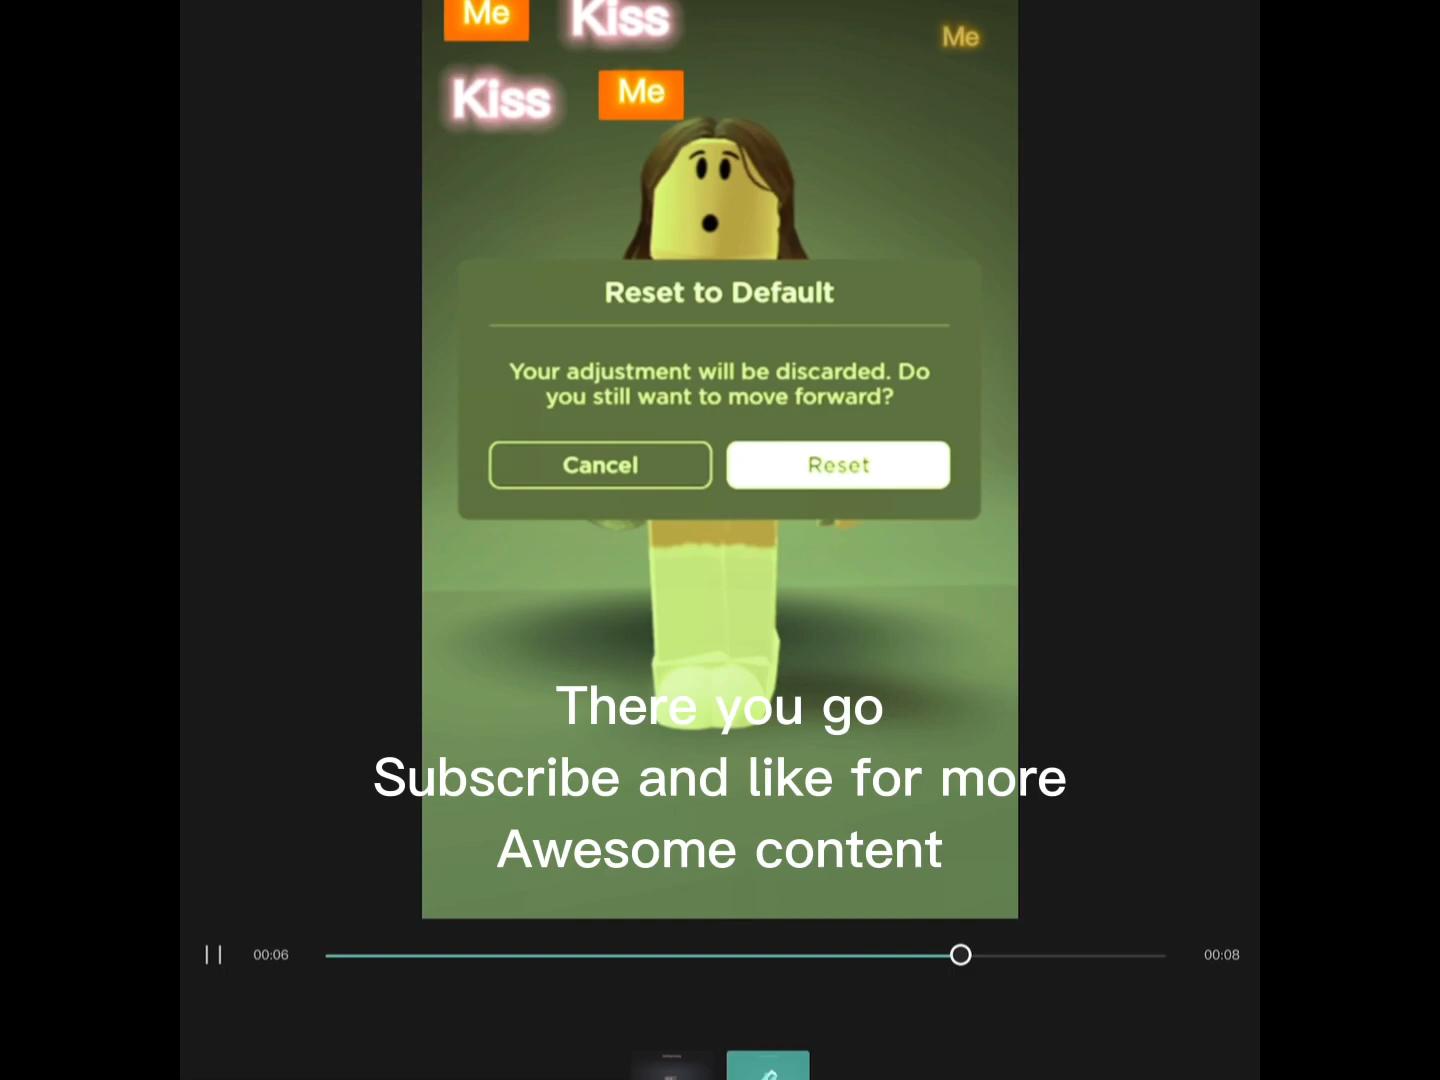 Me Kiss
Me
Kiss Me
Reset to Default
Your adjustment will be discarded. Do
you still want to move forward?
Cancel Reset
There you go
Subscribe and like for more
Awesome content
00:06 00:08